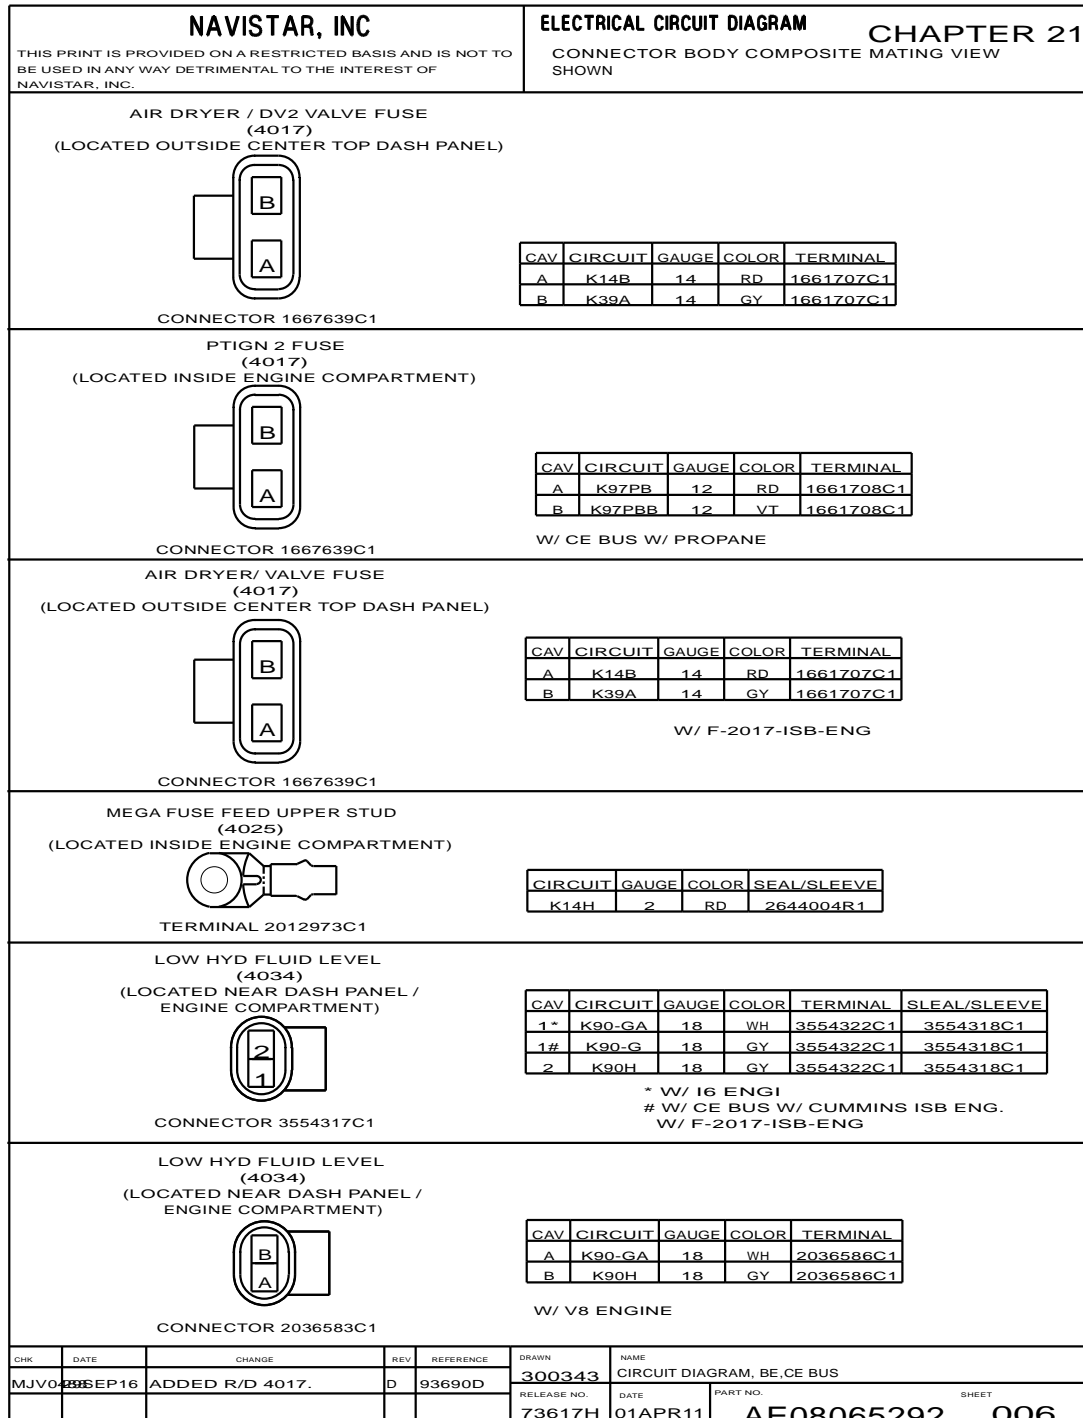 NAVISTAR, INC
THIS PRINT IS PROVIDED ON A RESTRICTED BASIS AND IS NOT TO
BE USED IN ANY WAY DETRIMENTAL TO THE INTEREST OF
NAVISTAR, INC.
ELECTRICAL CIRCUIT DIAGRAM
CHAPTER 21
CONNECTOR BODY COMPOSITE MATING VIEW
SHOWN
AIR DRYER / DV2 VALVE FUSE
(4017)
(LOCATED OUTSIDE CENTER TOP DASH PANEL)
B
A
CONNECTOR 1667639C1
CAV CIRCUIT GAUGE COLOR TERMINAL
A K14B 14 RD 1661707C1
B K39A 14 GY 1661707C1
PTIGN 2 FUSE
(4017)
(LOCATED INSIDE ENGINE COMPARTMENT)
B
A
CONNECTOR 1667639C1
CAV CIRCUIT GAUGE COLOR TERMINAL
A K97PB 12 RD 1661708C1
B K97PBB 12 VT 1661708C1
W/ CE BUS W/ PROPANE
AIR DRYER/ VALVE FUSE
(4017)
(LOCATED OUTSIDE CENTER TOP DASH PANEL)
B
A
CONNECTOR 1667639C1
CAV CIRCUIT GAUGE COLOR TERMINAL
A K14B 14 RD 1661707C1
B K39A 14 GY 1661707C1
W/ F-2017-ISB-ENG
MEGA FUSE FEED UPPER STUD
(4025)
(LOCATED INSIDE ENGINE COMPARTMENT)
TERMINAL 2012973C1
CIRCUIT GAUGE COLOR SEAL/SLEEVE
K14H 2 RD 2644004R1
LOW HYD FLUID LEVEL
(4034)
(LOCATED NEAR DASH PANEL /
ENGINE COMPARTMENT)
2
1
CONNECTOR 3554317C1
CAV CIRCUIT GAUGE COLOR TERMINAL SLEAL/SLEEVE
1* K90-GA 18 WH 3554322C1 3554318C1
1# K90-G 18 GY 3554322C1 3554318C1
2 K90H 18 GY 3554322C1 3554318C1
* W/ I6 ENGI
# W/ CE BUS W/ CUMMINS ISB ENG.
W/ F-2017-ISB-ENG
LOW HYD FLUID LEVEL
(4034)
(LOCATED NEAR DASH PANEL /
ENGINE COMPARTMENT)
B
A
CONNECTOR 2036583C1
CAV CIRCUIT GAUGE COLOR TERMINAL
A K90-GA 18 WH 2036586C1
B K90H 18 GY 2036586C1
W/ V8 ENGINE
CHK DATE CHANGE REV REFERENCE
ADDED R/D 4017. D 93690D
DRAWN
300343
NAME
CIRCUIT DIAGRAM, BE,CE BUS
RELEASE NO.
73617H
DATE
01APR11
PART NO.
AE08065292
SHEET
006